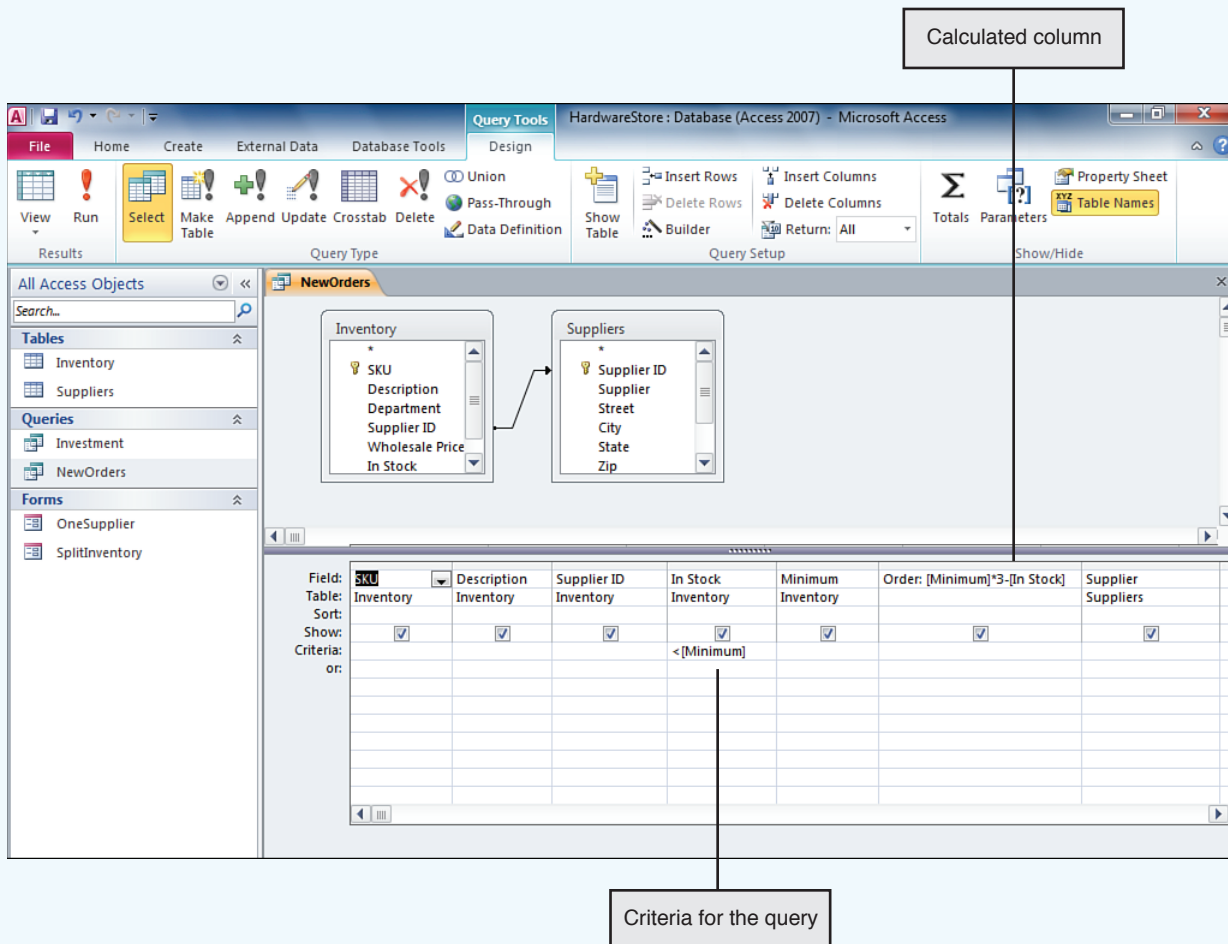 Calculated column
A
Query Tools
HardwareStore : Database (Access 2007) - Microsoft Access
File Home Create External Data Database Tools Design
View
Run
Select
Make Table
Append
Update
Crosstab
Delete
Union
Pass-Through
Data Definition
Show Table
Insert Rows
Delete Rows
Builder
Insert Columns
Delete Columns
Return: All
Totals
Parameters
Property Sheet
Table Names
Results
Query Type
Query Setup
Show/Hide
All Access Objects
Search...
Tables
Inventory
Suppliers
Queries
Investment
NewOrders
Forms
OneSupplier
SplitInventory
NewOrders
Inventory
*
SKU
Description
Department
Supplier ID
Wholesale Price
In Stock
Suppliers
*
Supplier ID
Supplier
Street
City
State
Zip
Field: SKU Description Supplier ID In Stock Minimum Order: [Minimum]*3-[In Stock] Supplier
Table: Inventory Inventory Inventory Inventory Inventory Suppliers
Sort:
Show:
Criteria: <[Minimum]
or:
Criteria for the query